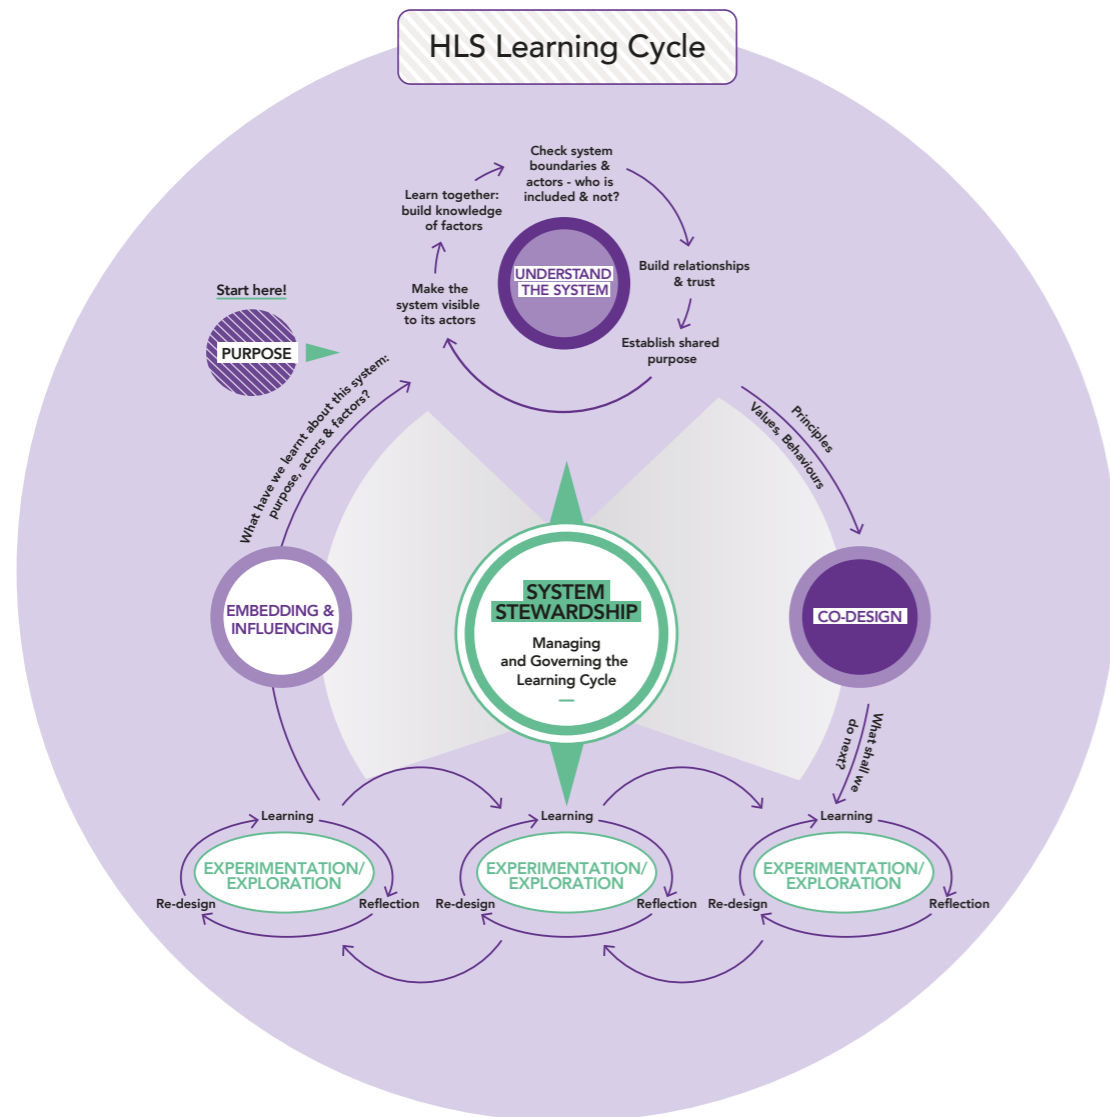 HLS Learning Cycle
Check system
boundaries &
actors - who is
included & not?
Learn together:
build knowledge
of factors
UNDERSTAND
THE SYSTEM
Build relationships
& trust
Make the
system visible
to its actors
Establish shared
purpose
Start here!
PURPOSE
What have we learnt about this system:
purpose, actors & factors?
Principles
Values, Behaviours
SYSTEM
STEWARDSHIP
Managing
and Governing the
Learning Cycle
EMBEDDING &
INFLUENCING
CO-DESIGN
What shall we
do next?
Learning
EXPERIMENTATION/
EXPLORATION
Re-design
Reflection
Learning
EXPERIMENTATION/
EXPLORATION
Re-design
Reflection
Learning
EXPERIMENTATION/
EXPLORATION
Re-design
Reflection